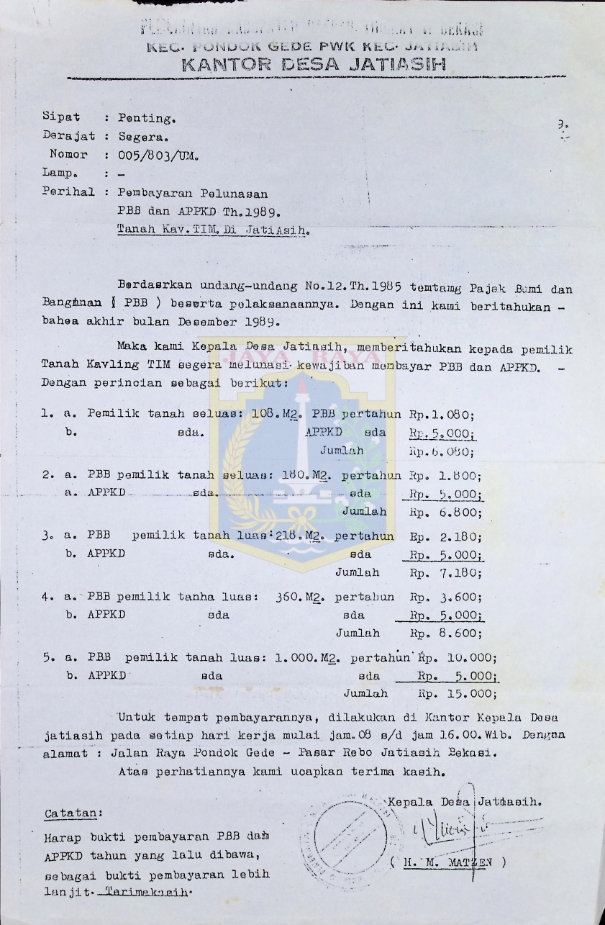 PEMERINTAH KABUPATEN DAERAH TINGKAT II BEKASI
KEC. PONDOK GEDE PWK KEC. JATIASIH
KANTOR DESA JATIASIH
Sipat : Penting.
Derajat : Segera.
Nomor : 005/803/UM.
Lamp. : -
Perihal : Pembayaran Pelunasan
PBB dan APPKD Th.1989.
Tanah Kav.TIM. Di JatiAsih.
Berdasrkan undang-undang No.12.Th.1985 temtamg Pajak Bumi dan
Bangunan ( PBB ) beserta pelaksanaannya. Dengan ini kami beritahukan -
bahea akhir bulan Desember 1989.
Maka kami Kepala Desa Jatiasih, memberitahukan kepada pemilik
Tanah Kavling TIM segera melunasi kewajiban membayar PBB dan APPKD. -
Dengan perincian sebagai berikut:
JAYA RAYA
1. a. Pemilik tanah seluas: 108.M2. PBB pertahun Rp.1.080;
b. sda. APPKD sda Rp.5.000;
Jumlah Rp.6.080;
2. a. PBB pemilik tanah seluas: 180.M2. pertahun Rp. 1.800;
a. APPKD sda. sda Rp. 5.000;
Jumlah Rp. 6.800;
3. a. PBB pemilik tanah luas:218.M2. pertahun Rp. 2.180;
b. APPKD sda. sda Rp. 5.000;
Jumlah Rp. 7.180;
4. a. PBB pemilik tanha luas: 360.M2. pertahun Rp. 3.600;
b. APPKD sda sda Rp. 5.000;
Jumlah Rp. 8.600;
5. a. PBB pemilik tanah luas: 1.000.M2. pertahun Rp. 10.000;
b. APPKD sda sda Rp. 5.000;
Jumlah Rp. 15.000;
Untuk tempat pembayarannya, dilakukan di Kantor Kepala Desa
jatiasih pada setiap hari kerja mulai jam.08 s/d jam 16.00.Wib. Dengan
alamat : Jalan Raya Pondok Gede - Pasar Rebo Jatiasih Bekasi.
Atas perhatiannya kami ucapkan terima kasih.
Kepala Desa Jatiasih.
( H. M. MATZEN )
Catatan:
Harap bukti pembayaran PBB dan
APPKD tahun yang lalu dibawa,
sebagai bukti pembayaran lebih
lanjit. Tarimakasih.